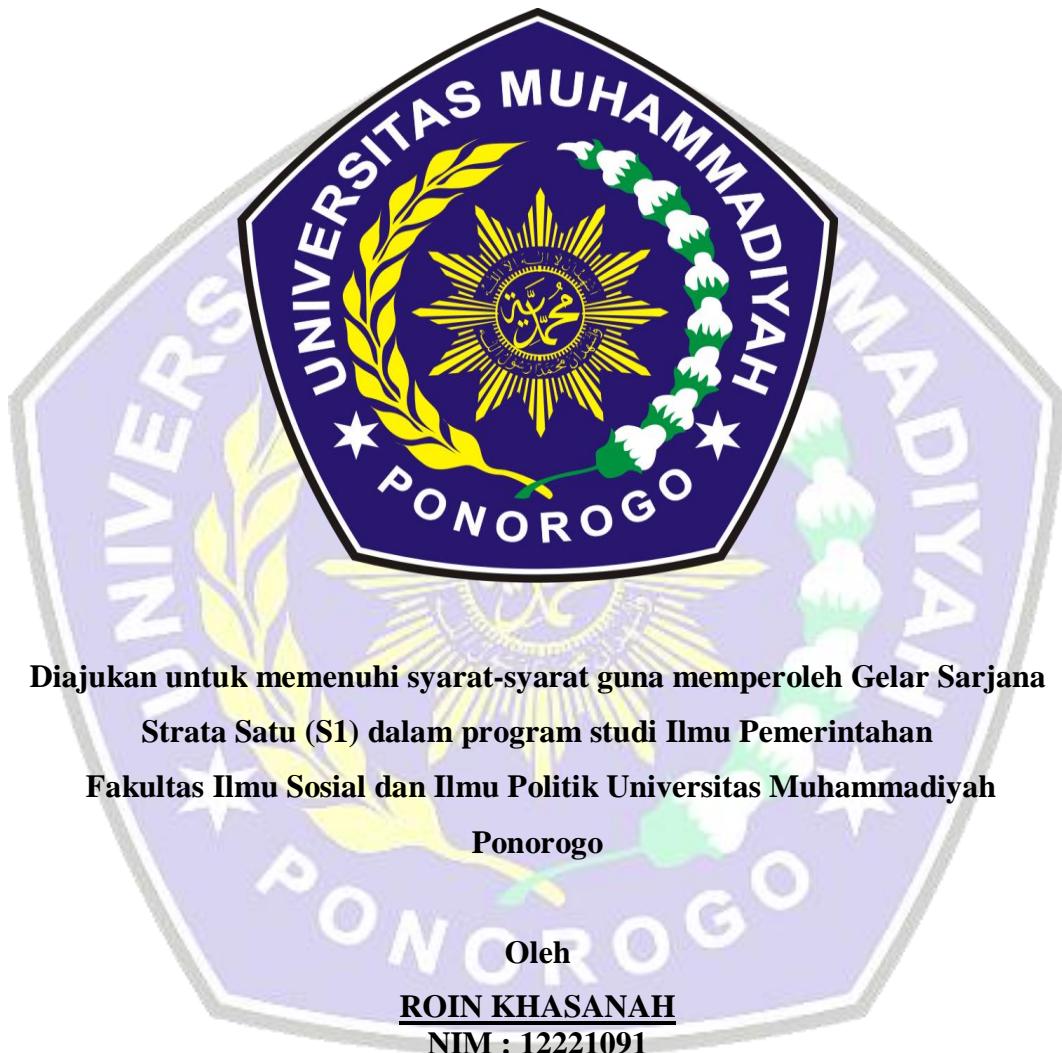 UNIVERSITAS MUHAMMADIYAH
محمدية
PONOROGO
Diajukan untuk memenuhi syarat-syarat guna memperoleh Gelar Sarjana
Strata Satu (S1) dalam program studi Ilmu Pemerintahan
Fakultas Ilmu Sosial dan Ilmu Politik Universitas Muhammadiyah
Ponorogo
Oleh
ROIN KHASANAH
NIM : 12221091